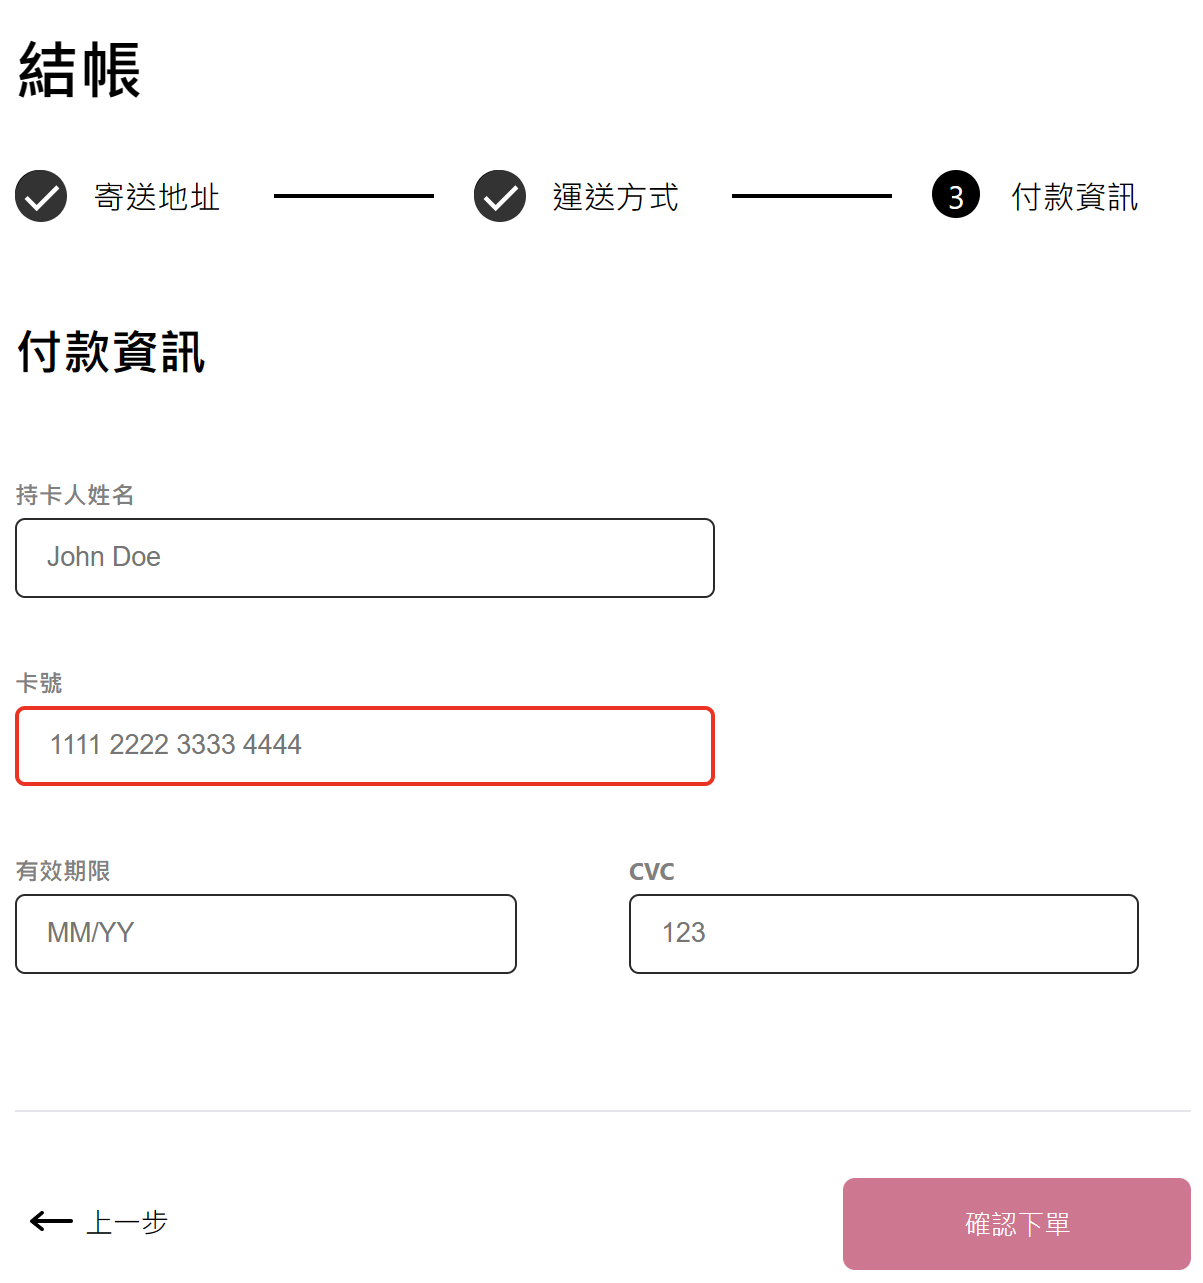 結帳
寄送地址 運送方式 3 付款資訊
付款資訊
持卡人姓名
John Doe
卡號
1111 2222 3333 4444
有效期限 CVC
MM/YY 123
上一步 確認下單